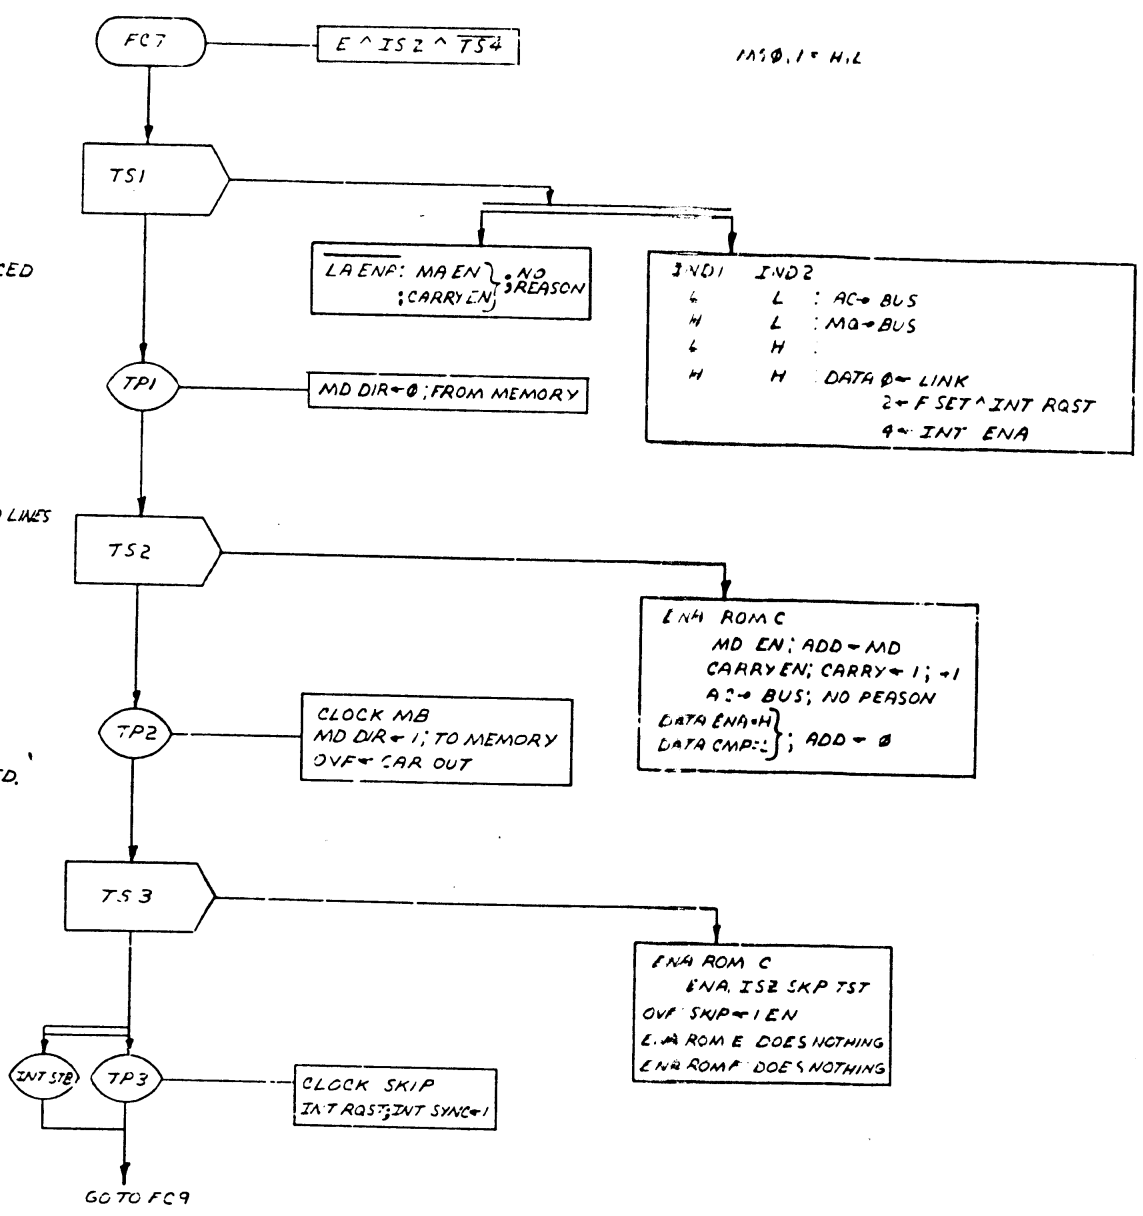 FC7
E ^ ISZ ^ TS4
MSØ,1= H,L
TS1
CED
LA ENA: MA EN } ; NO
; CARRY EN; } ; REASON
IND1 IND2
L L : AC→ BUS
H L : MQ→BUS
L H :
H H : DATA Ø← LINK
2← F SET ^ INT RQST
4← INT ENA
TP1
MD DIR←Ø; FROM MEMORY
LINES
TS2
ENA ROM C
MD EN; ADD ← MD
CARRY EN; CARRY← 1; +1
AC→ BUS; NO REASON
DATA ENA=H
DATA CMP=L } ; ADD ← Ø
TP2
CLOCK MB
MD DIR← 1; TO MEMORY
OVF← CAR OUT
TS3
ENA ROM C
ENA ISZ SKP TST
OVF: SKIP←1 EN
ENA ROM E DOES NOTHING
ENA ROM F DOES NOTHING
INT STB
TP3
CLOCK SKIP
INT RQST; INT SYNC←1
GO TO FC9